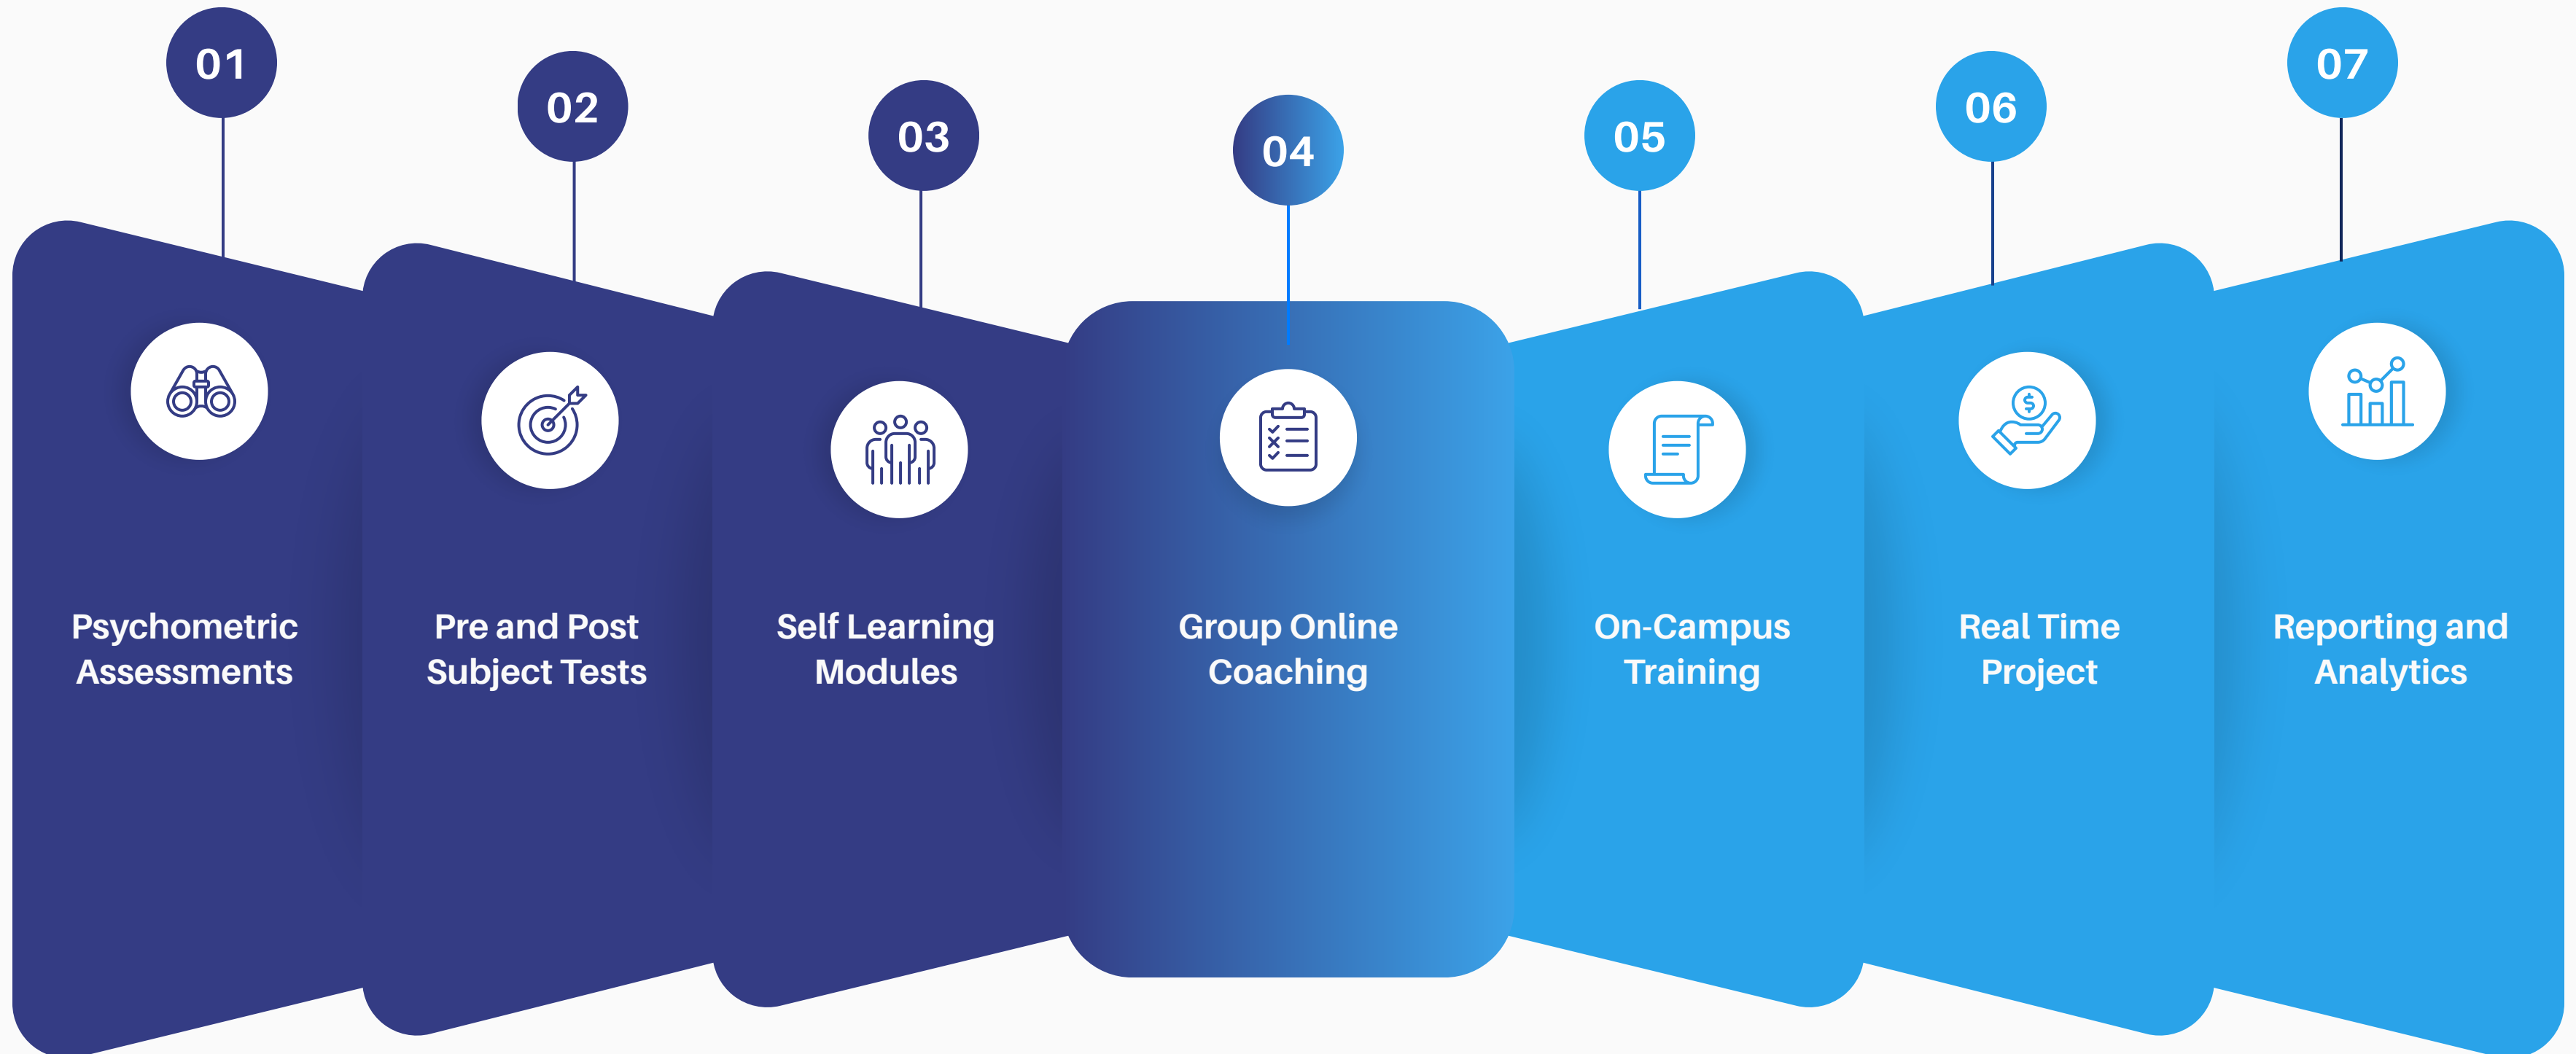 01
02
03
04
05
06
07
Psychometric
Assessments
Pre and Post
Subject Tests
Self Learning
Modules
Group Online
Coaching
On-Campus
Training
Real Time
Project
Reporting and
Analytics